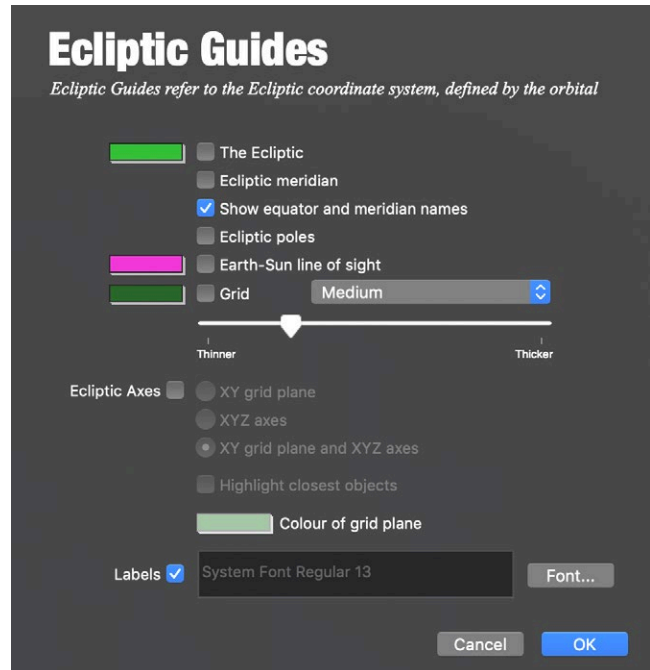 Ecliptic Guides
Ecliptic Guides refer to the Ecliptic coordinate system, defined by the orbital
The Ecliptic
Ecliptic meridian
Show equator and meridian names
Ecliptic poles
Earth-Sun line of sight
Grid Medium
Thinner Thicker
Ecliptic Axes XY grid plane
XYZ axes
XY grid plane and XYZ axes
Highlight closest objects
Colour of grid plane
Labels System Font Regular 13 Font...
Cancel OK